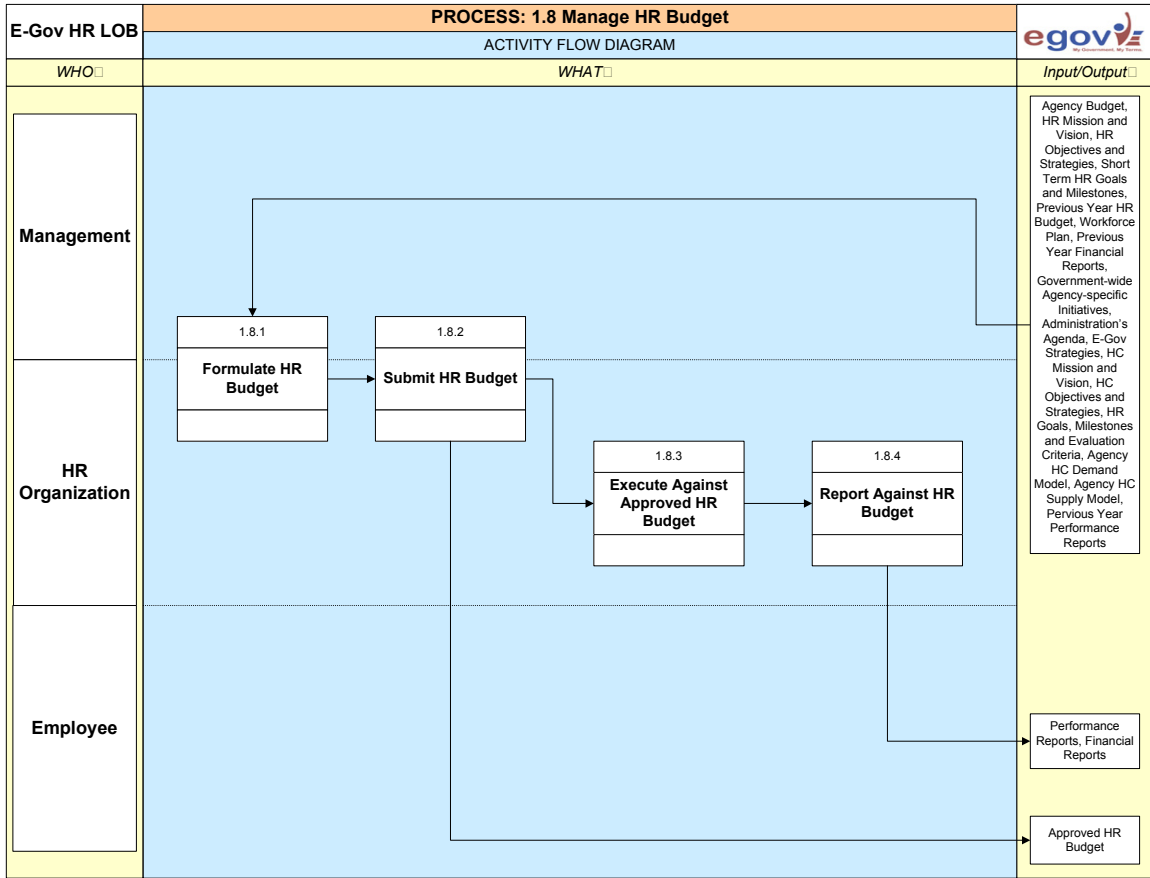 E-Gov HR LOB
PROCESS: 1.8 Manage HR Budget
ACTIVITY FLOW DIAGRAM
egov
My Government. My Terms.
WHO□
WHAT□
Input/Output□
Management
HR
Organization
Employee
1.8.1
Formulate HR
Budget
1.8.2
Submit HR Budget
1.8.3
Execute Against
Approved HR
Budget
1.8.4
Report Against HR
Budget
Agency Budget,
HR Mission and
Vision, HR
Objectives and
Strategies, Short
Term HR Goals
and Milestones,
Previous Year HR
Budget, Workforce
Plan, Previous
Year Financial
Reports,
Government-wide
Agency-specific
Initiatives,
Administration's
Agenda, E-Gov
Strategies, HC
Mission and
Vision, HC
Objectives and
Strategies, HR
Goals, Milestones
and Evaluation
Criteria, Agency
HC Demand
Model, Agency HC
Supply Model,
Pervious Year
Performance
Reports
Performance
Reports, Financial
Reports
Approved HR
Budget